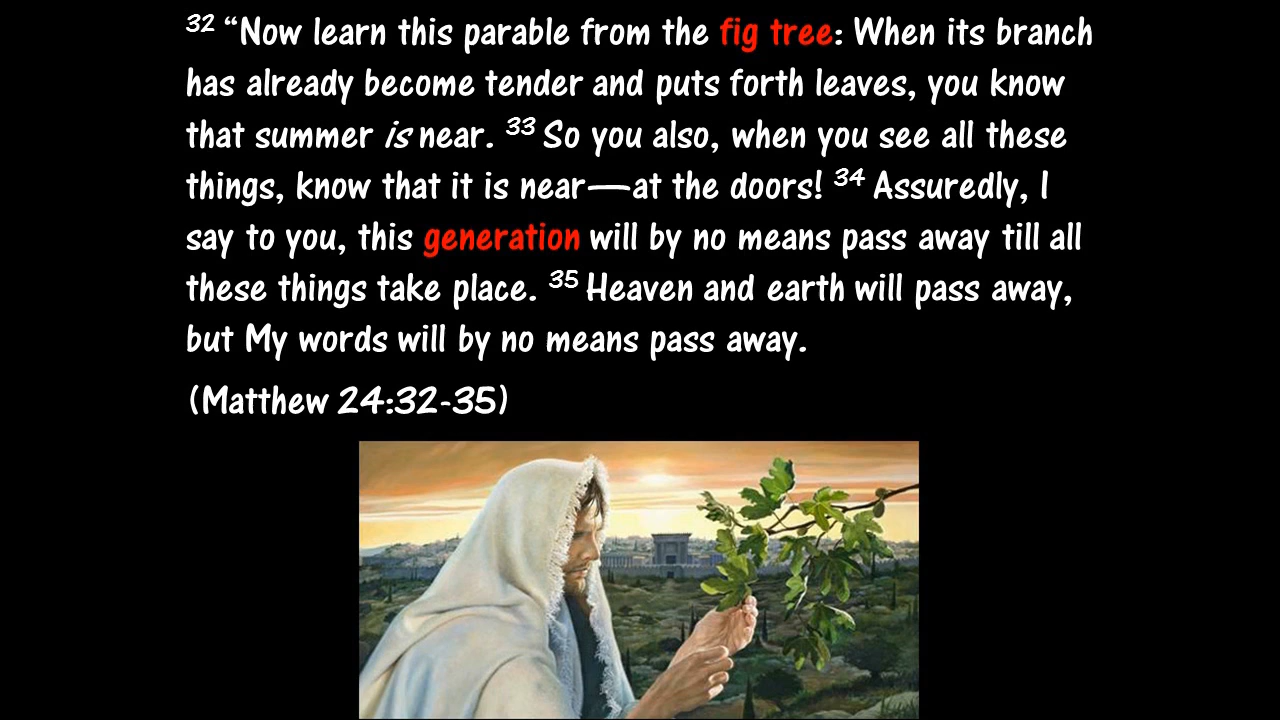 32 “Now learn this parable from the fig tree: When its branch
has already become tender and puts forth leaves, you know
that summer is near. 33 So you also, when you see all these
things, know that it is near—at the doors! 34 Assuredly, I
say to you, this generation will by no means pass away till all
these things take place. 35 Heaven and earth will pass away,
but My words will by no means pass away.
(Matthew 24:32-35)